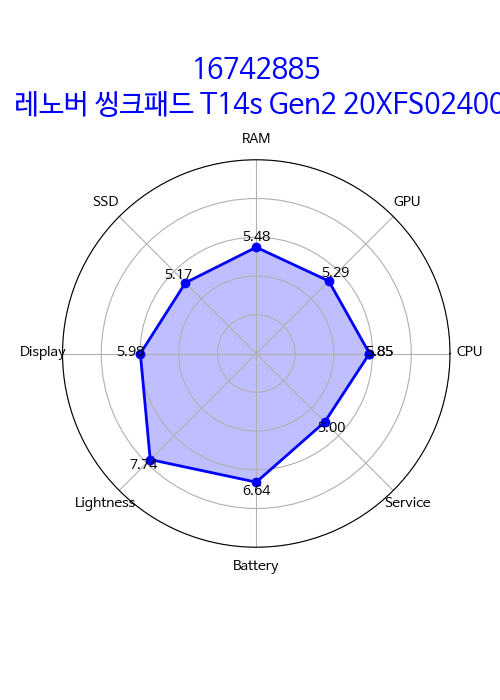 16742885
레노버 씽크패드 T14s Gen2 20XFS02400
RAM
SSD
GPU
5.48
5.17
5.29
Display
5.98
5.85
CPU
7.74
5.00
6.64
Lightness
Service
Battery